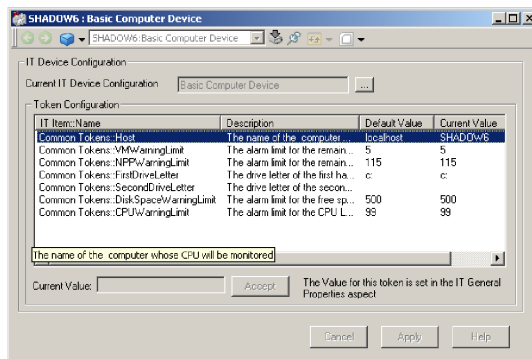 SHADOW6 : Basic Computer Device
SHADOW6:Basic Computer Device
IT Device Configuration
Current IT Device Configuration Basic Computer Device ...
Token Configuration
IT Item::Name Description Default Value Current Value
Common Tokens::Host The name of the computer ... localhost SHADOW6
Common Tokens::VMWarningLimit The alarm limit for the remain... 5 5
Common Tokens::NPPWarningLimit The alarm limit for the remain... 115 115
Common Tokens::FirstDriveLetter The drive letter of the first ha... c: c:
Common Tokens::SecondDriveLetter The drive letter of the secon...
Common Tokens::DiskSpaceWarningLimit The alarm limit for the free sp... 500 500
Common Tokens::CPUWarningLimit The alarm limit for the CPU L... 99 99
The name of the computer whose CPU will be monitored
Current Value: Accept The Value for this token is set in the IT General
Properties aspect
Cancel Apply Help